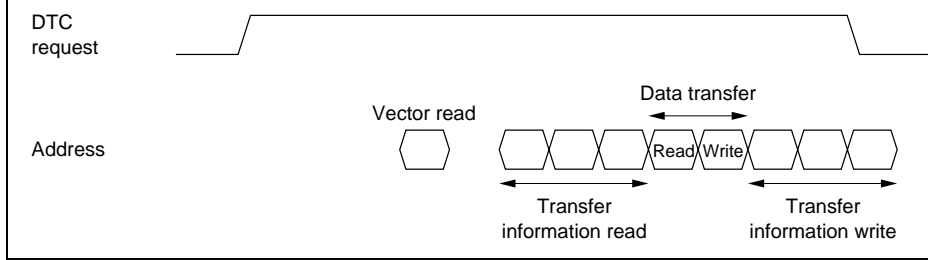 DTC
request
Data transfer
Vector read
Address
Read
Write
Transfer
information read
Transfer
information write